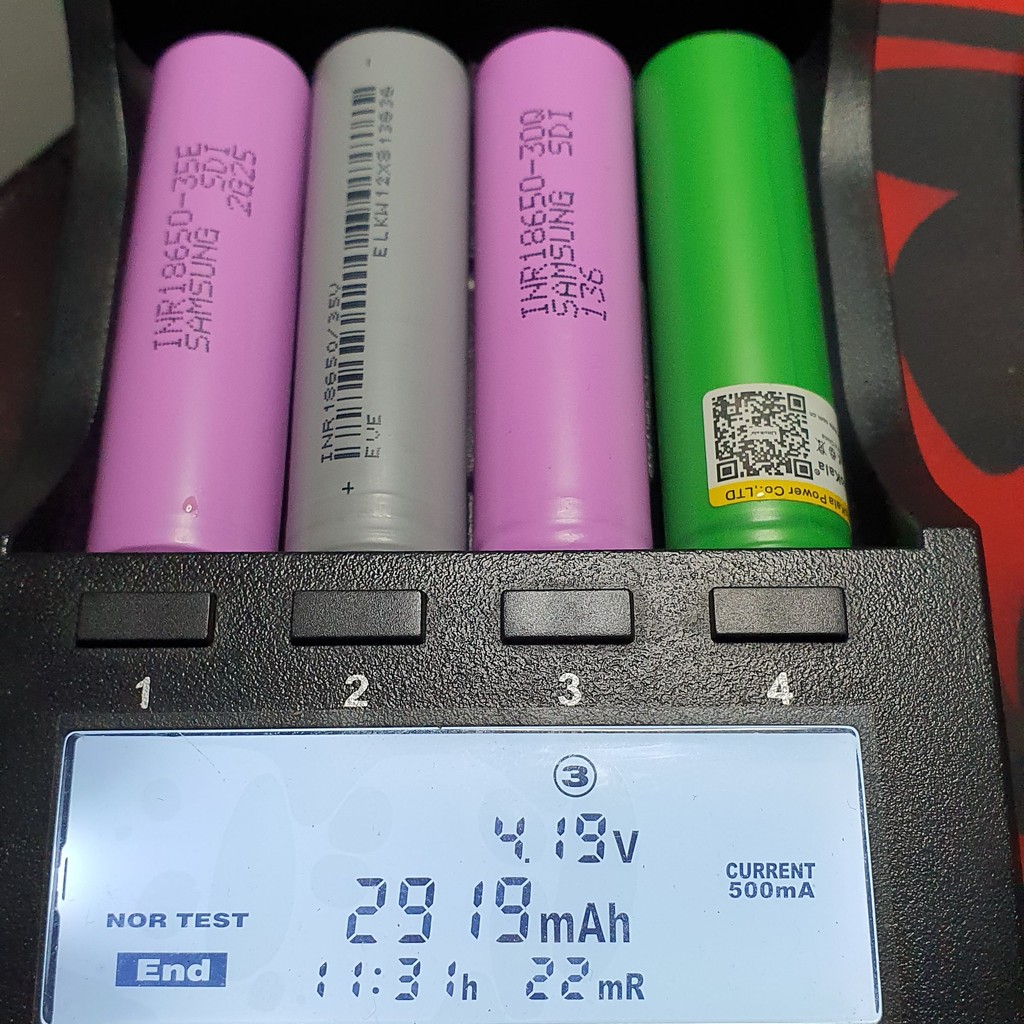 INR18650-35E
SAMSUNG SDI
2G25
INR18650/35V
ELKW12X813636
EVE
+
-
INR18650-30Q
SAMSUNG SDI
136
Power Co.,LTD
1
2
3
4
3
4.19V
2919mAh
11:31h 22mR
CURRENT
500mA
NOR TEST
End